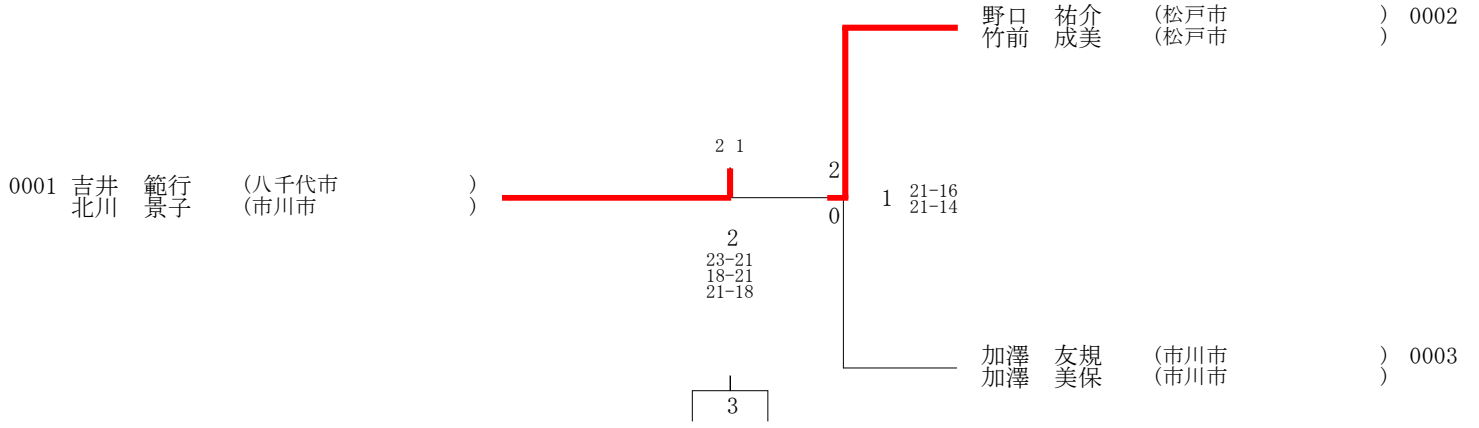 野口 祐介 (松戸市 ) 0002
竹前 成美 (松戸市 )
2 1
2
0001 吉井 範行 (八千代市 )
北川 景子 (市川市 )
1 21-16
21-14
0
2
23-21
18-21
21-18
加澤 友規 (市川市 ) 0003
加澤 美保 (市川市 )
3